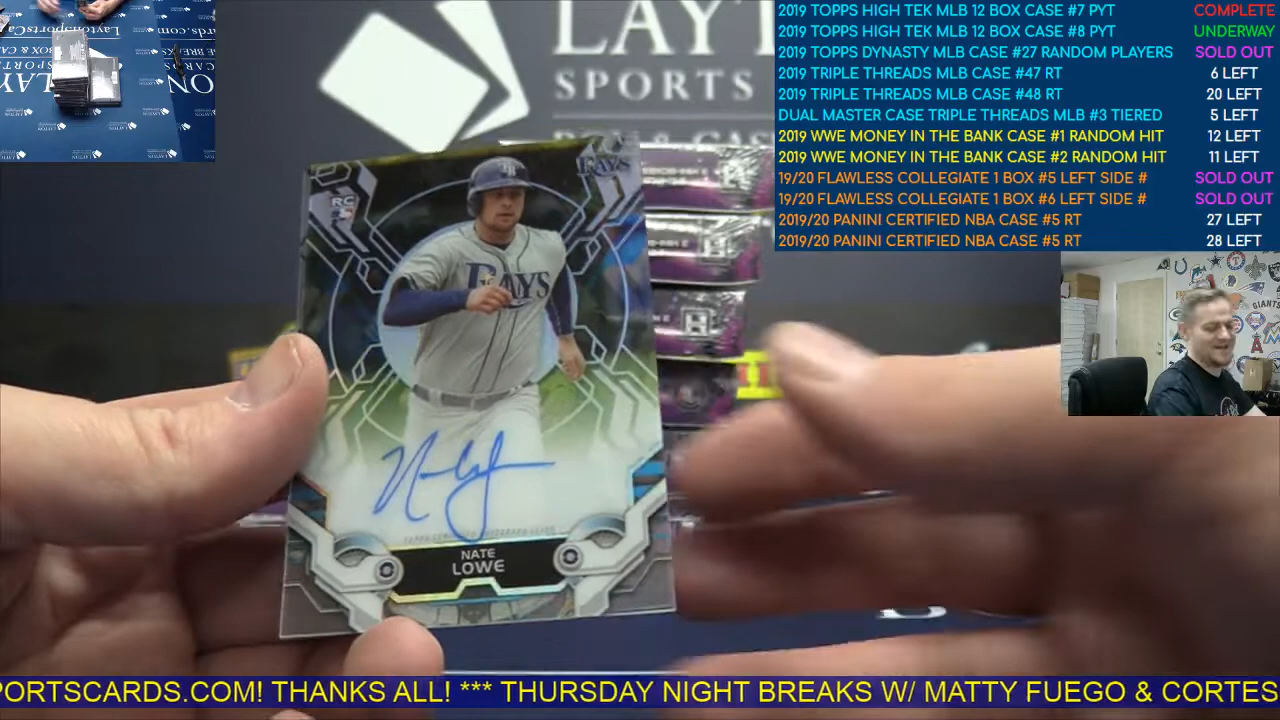 2019 TOPPS HIGH TEK MLB 12 BOX CASE #7 PYT COMPLETE
2019 TOPPS HIGH TEK MLB 12 BOX CASE #8 PYT UNDERWAY
2019 TOPPS DYNASTY MLB CASE #27 RANDOM PLAYERS SOLD OUT
2019 TRIPLE THREADS MLB CASE #47 RT 6 LEFT
2019 TRIPLE THREADS MLB CASE #48 RT 20 LEFT
DUAL MASTER CASE TRIPLE THREADS MLB #3 TIERED 5 LEFT
2019 WWE MONEY IN THE BANK CASE #1 RANDOM HIT 12 LEFT
2019 WWE MONEY IN THE BANK CASE #2 RANDOM HIT 11 LEFT
19/20 FLAWLESS COLLEGIATE 1 BOX #5 LEFT SIDE # SOLD OUT
19/20 FLAWLESS COLLEGIATE 1 BOX #6 LEFT SIDE # SOLD OUT
2019/20 PANINI CERTIFIED NBA CASE #5 RT 27 LEFT
2019/20 PANINI CERTIFIED NBA CASE #5 RT 28 LEFT
LAYT
SPORTS
RAYS
RC
TB
RAYS
NATE
LOWE
GIANTS
PORTSCARDS.COM! THANKS ALL! *** THURSDAY NIGHT BREAKS W/ MATTY FUEGO & CORTES